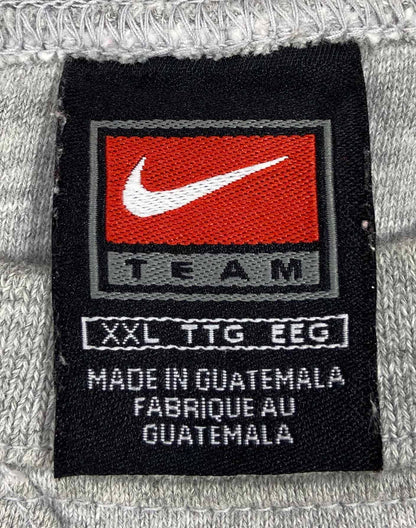 TEAM
XXL TTG EEG
MADE IN GUATEMALA
FABRIQUE AU
GUATEMALA